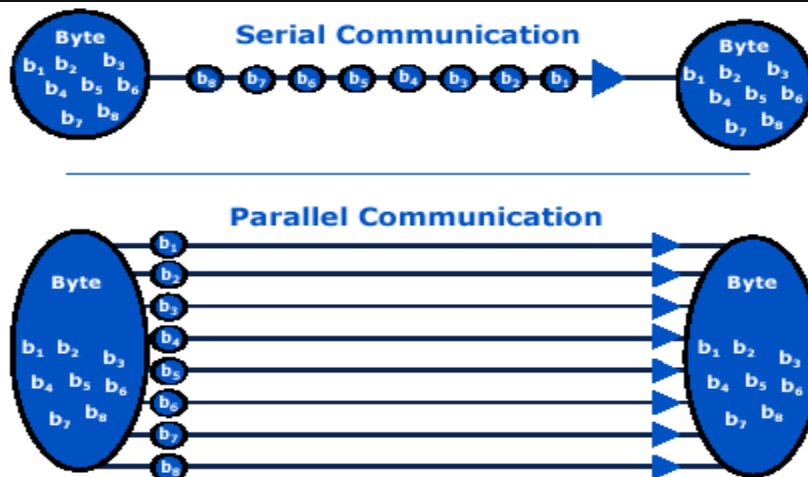 Serial Communication
Byte
b₁ b₂ b₃
b₄ b₅ b₆
b₇ b₈
b₈ b₇ b₆ b₅ b₄ b₃ b₂ b₁
Byte
b₁ b₂ b₃
b₄ b₅ b₆
b₇ b₈
Parallel Communication
Byte
b₁ b₂ b₃
b₄ b₅ b₆
b₇ b₈
b₁
b₂
b₃
b₄
b₅
b₆
b₇
b₈
Byte
b₁ b₂ b₃
b₄ b₅ b₆
b₇ b₈